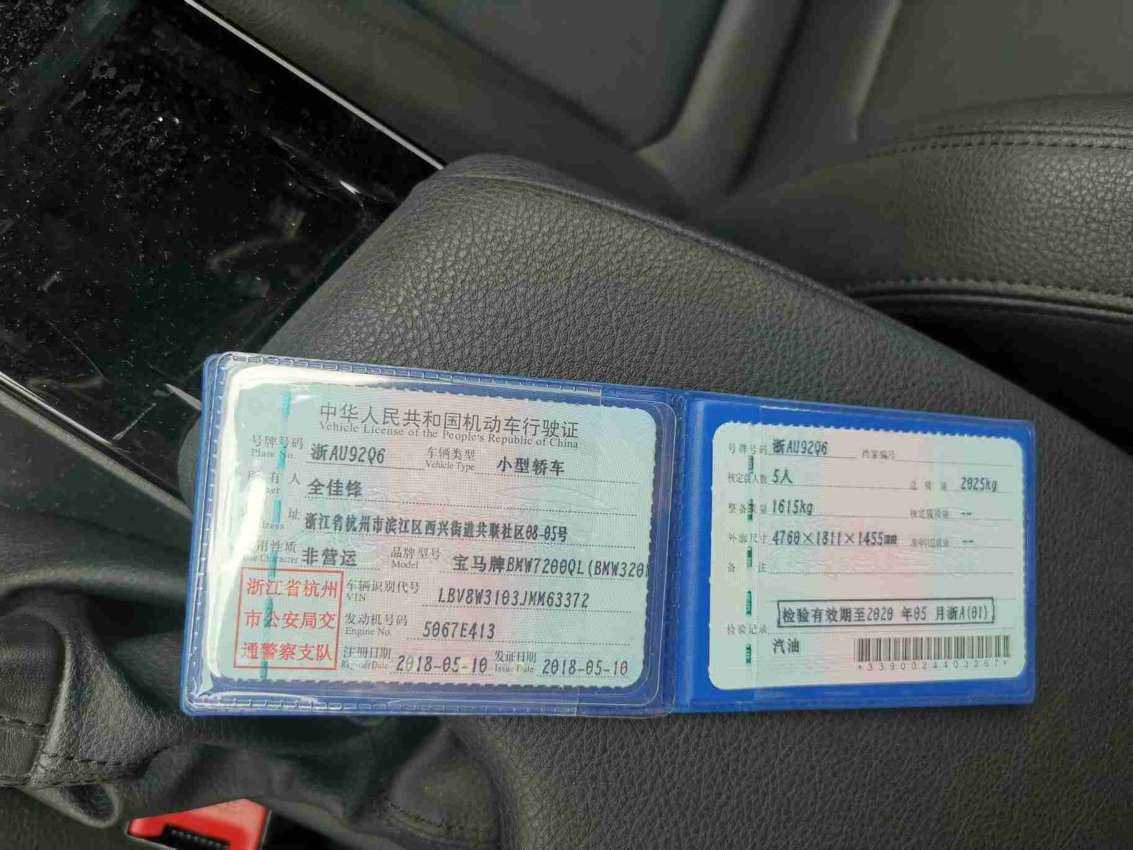 中华人民共和国机动车行驶证
Vehicle License of the People's Republic of China
号牌号码 浙AU92Q6 车辆类型 小型轿车
Plate No. Vehicle Type
有人 全佳锋
址 浙江省杭州市滨江区西兴街道共联社区08-05号
用性质 非营运 品牌型号 宝马牌BMW7200QL(BMW320
Character Model
浙江省杭州
市公安局交
通警察支队
车辆识别代号 LBV8W3103JMM63372
VIN
发动机号码 5067E413
Engine No.
注册日期 2018-05-10 发证日期 2018-05-10
Register Date Issue Date
号牌号码 浙AU92Q6 档案编号
核定载人数 5人 总质量 2025kg
整备质量 1615kg 核定载质量 --
外廓尺寸 4760×1811×1455mm --
备注
检验有效期至2020年05月浙A(01)
检验记录
汽油
*3390024403267*